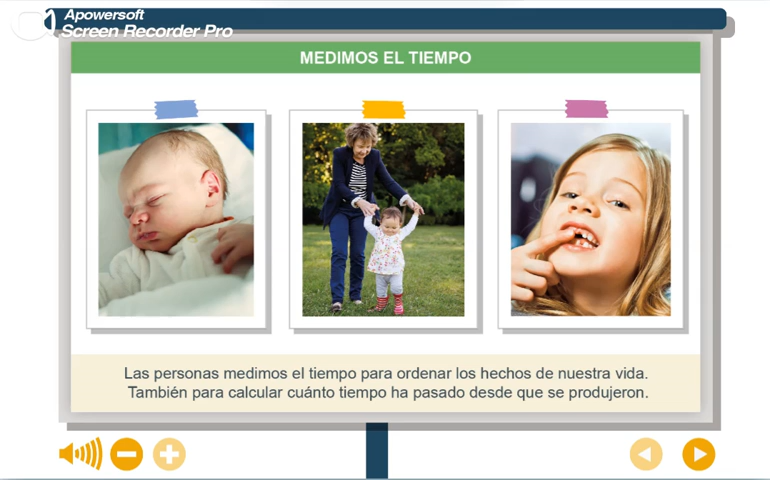 Apowersoft
Screen Recorder Pro
MEDIMOS EL TIEMPO
Las personas medimos el tiempo para ordenar los hechos de nuestra vida.
También para calcular cuánto tiempo ha pasado desde que se produjeron.